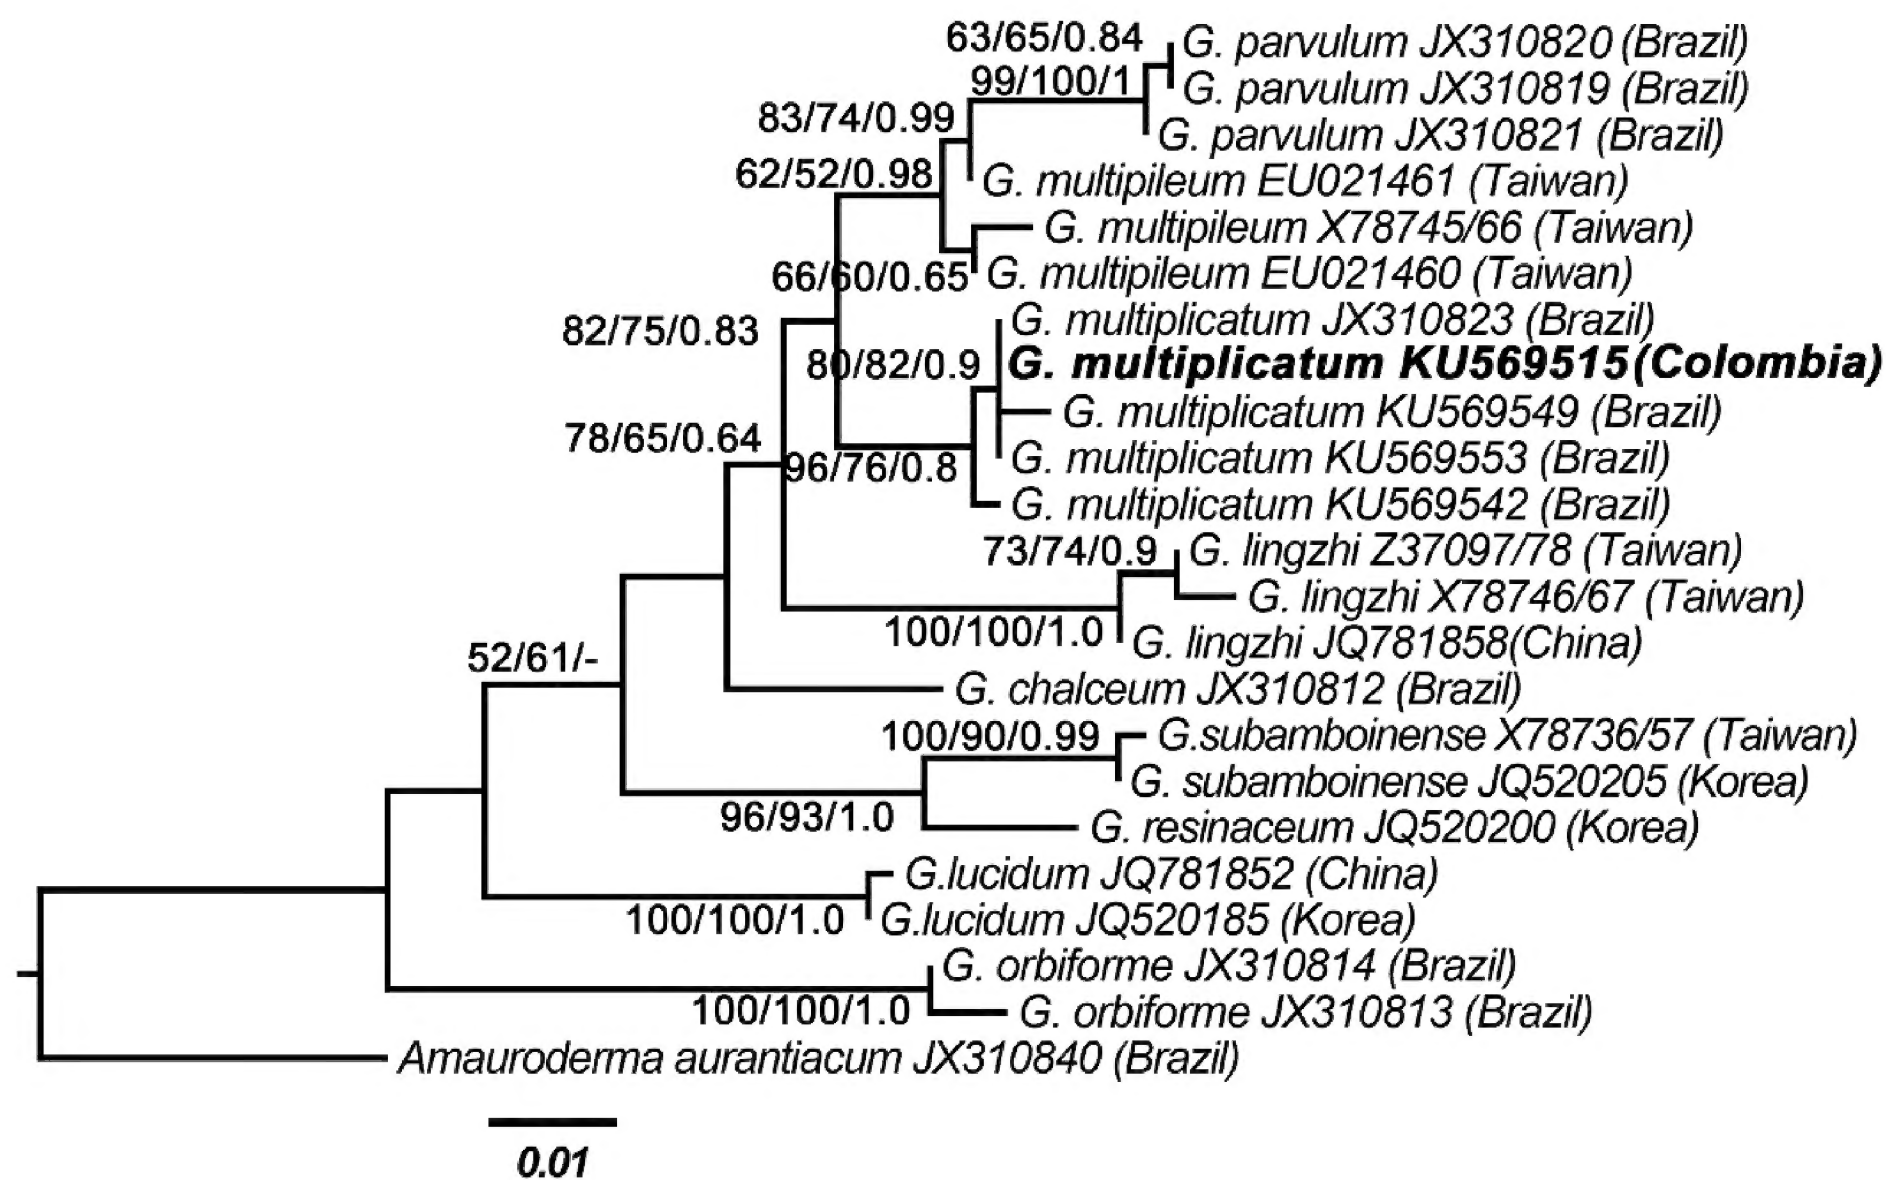 63/65/0.84
G. parvulum JX310820 (Brazil)
99/100/1
G. parvulum JX310819 (Brazil)
83/74/0.99
G. parvulum JX310821 (Brazil)
62/52/0.98
G. multipileum EU021461 (Taiwan)
G. multipileum X78745/66 (Taiwan)
66/60/0.65
G. multipileum EU021460 (Taiwan)
82/75/0.83
G. multiplicatum JX310823 (Brazil)
80/82/0.9
G. multiplicatum KU569515(Colombia)
G. multiplicatum KU569549 (Brazil)
78/65/0.64
96/76/0.8
G. multiplicatum KU569553 (Brazil)
G. multiplicatum KU569542 (Brazil)
73/74/0.9
G. lingzhi Z37097/78 (Taiwan)
G. lingzhi X78746/67 (Taiwan)
100/100/1.0
G. lingzhi JQ781858(China)
52/61/-
G. chalceum JX310812 (Brazil)
100/90/0.99
G.subamboinense X78736/57 (Taiwan)
G. subamboinense JQ520205 (Korea)
96/93/1.0
G. resinaceum JQ520200 (Korea)
G.lucidum JQ781852 (China)
100/100/1.0
G.lucidum JQ520185 (Korea)
G. orbiforme JX310814 (Brazil)
100/100/1.0
G. orbiforme JX310813 (Brazil)
Amauroderma aurantiacum JX310840 (Brazil)
0.01